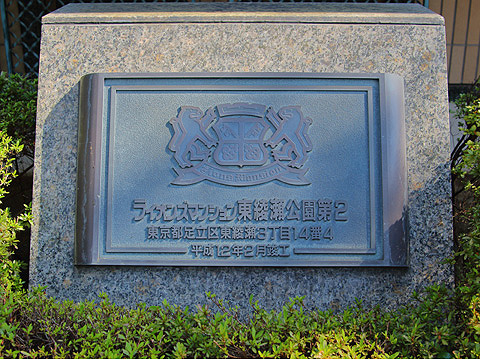 Lions Mansion
ライオンズマンション東綾瀬公園第2
東京都足立区東綾瀬3丁目14番4
平成12年2月竣工